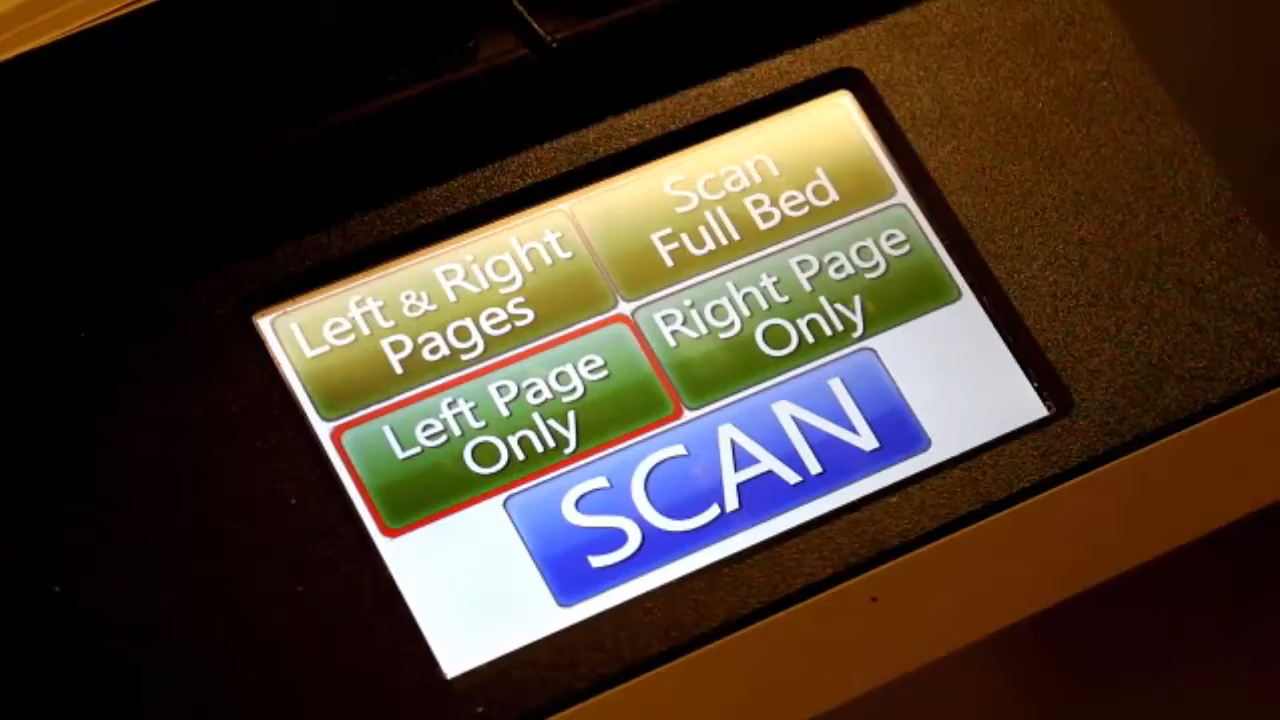 Left & Right
Pages
Scan
Full Bed
Left Page
Only
Right Page
Only
SCAN